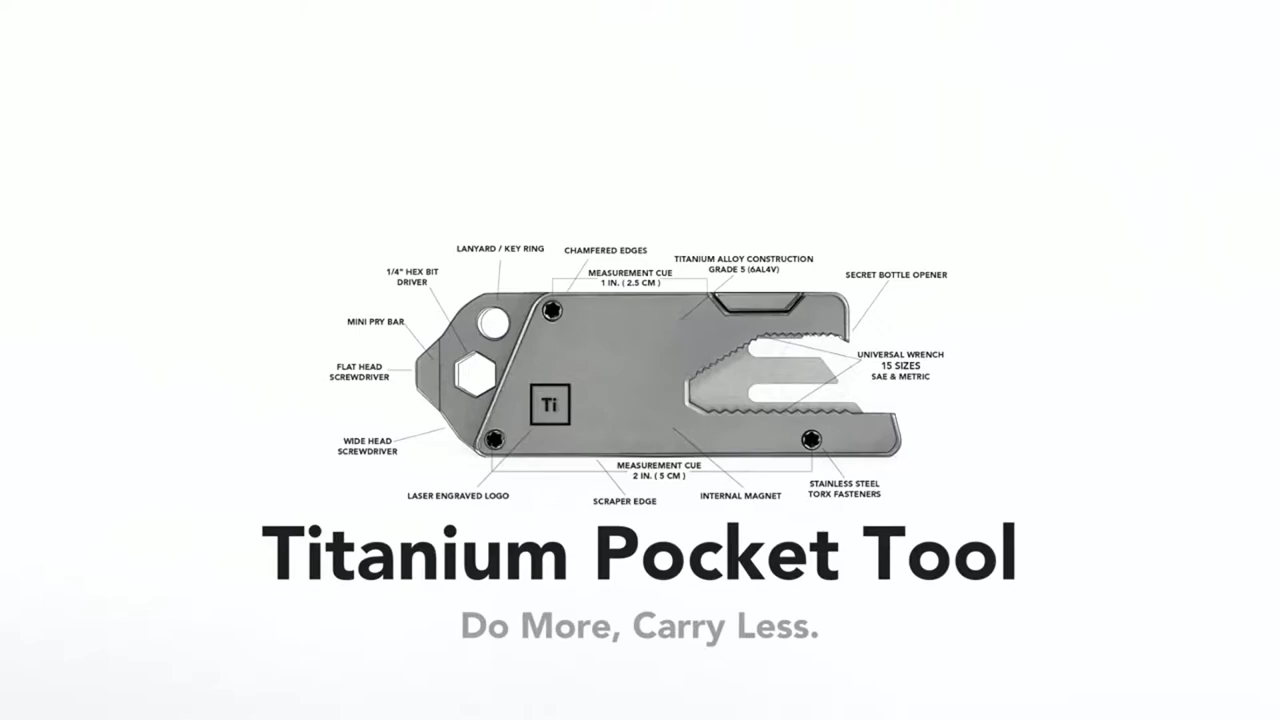 LANYARD / KEY RING
CHAMFERED EDGES
TITANIUM ALLOY CONSTRUCTION
GRADE 5 (6AL4V)
1/4" HEX BIT
DRIVER
MEASUREMENT CUE
1 IN. ( 2.5 CM )
SECRET BOTTLE OPENER
MINI PRY BAR
FLAT HEAD
SCREWDRIVER
UNIVERSAL WRENCH
15 SIZES
SAE & METRIC
Ti
WIDE HEAD
SCREWDRIVER
MEASUREMENT CUE
2 IN. ( 5 CM )
LASER ENGRAVED LOGO
SCRAPER EDGE
INTERNAL MAGNET
STAINLESS STEEL
TORX FASTENERS
Titanium Pocket Tool
Do More, Carry Less.